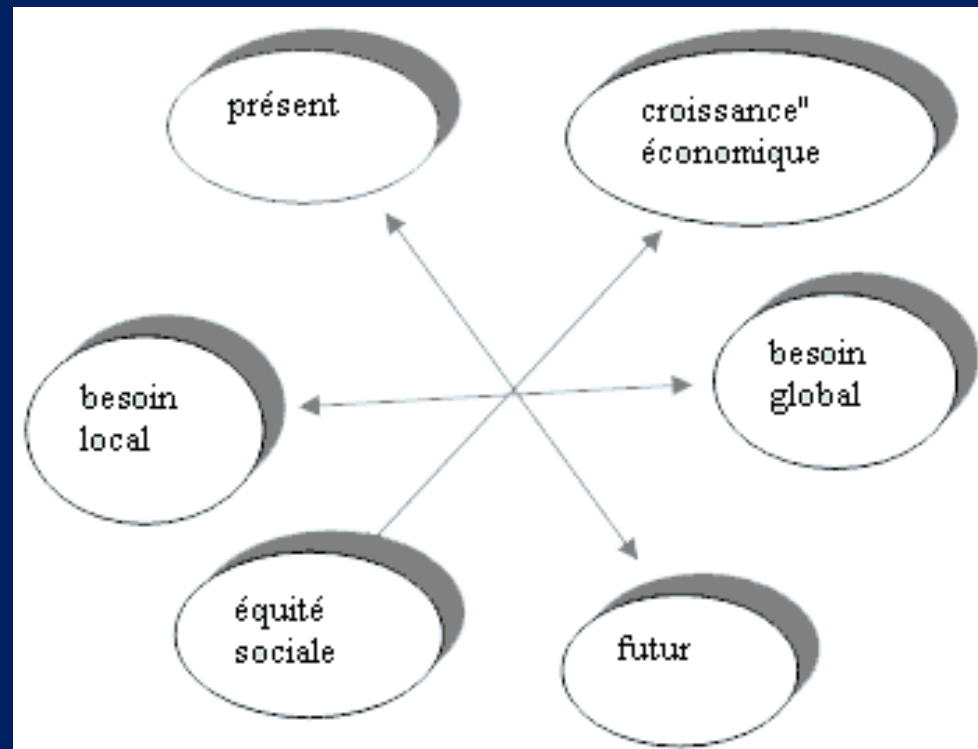 présent
croissance"
économique
besoin
local
besoin
global
équité
sociale
futur